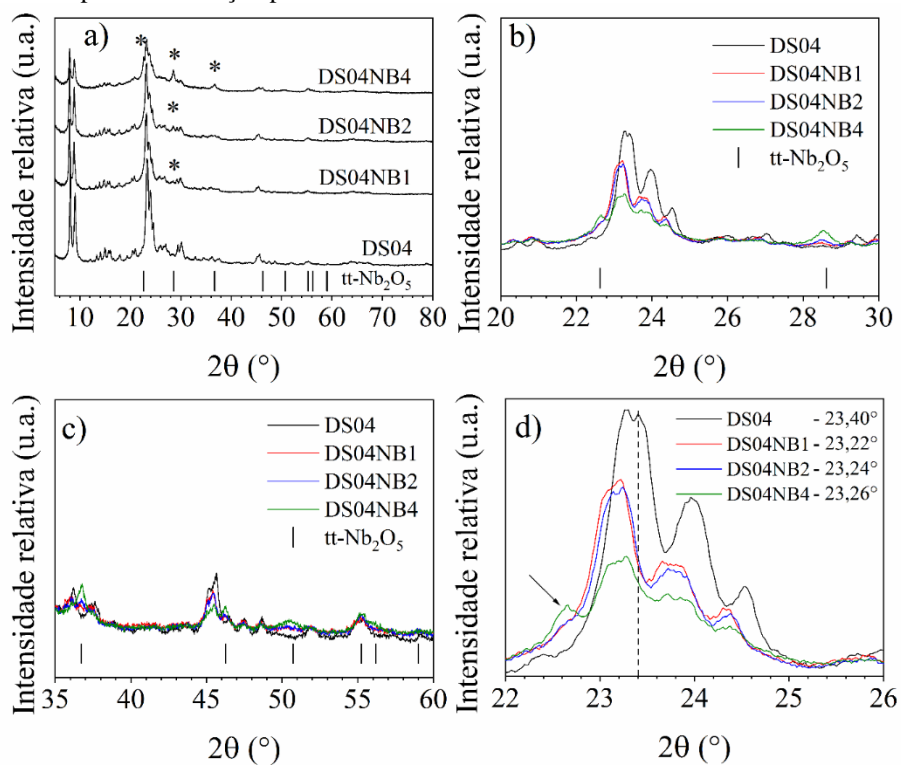 a)
Intensidade relativa (u.a.)
*
*
*
DS04NB4
*
DS04NB2
*
DS04NB1
DS04
tt-Nb₂O₅
10 20 30 40 50 60 70 80
2θ (°)
b)
Intensidade relativa (u.a.)
DS04
DS04NB1
DS04NB2
DS04NB4
tt-Nb₂O₅
20 22 24 26 28 30
2θ (°)
c)
Intensidade relativa (u.a.)
DS04
DS04NB1
DS04NB2
DS04NB4
tt-Nb₂O₅
35 40 45 50 55 60
2θ (°)
d)
Intensidade relativa (u.a.)
DS04 - 23,40°
DS04NB1 - 23,22°
DS04NB2 - 23,24°
DS04NB4 - 23,26°
22 23 24 25 26
2θ (°)